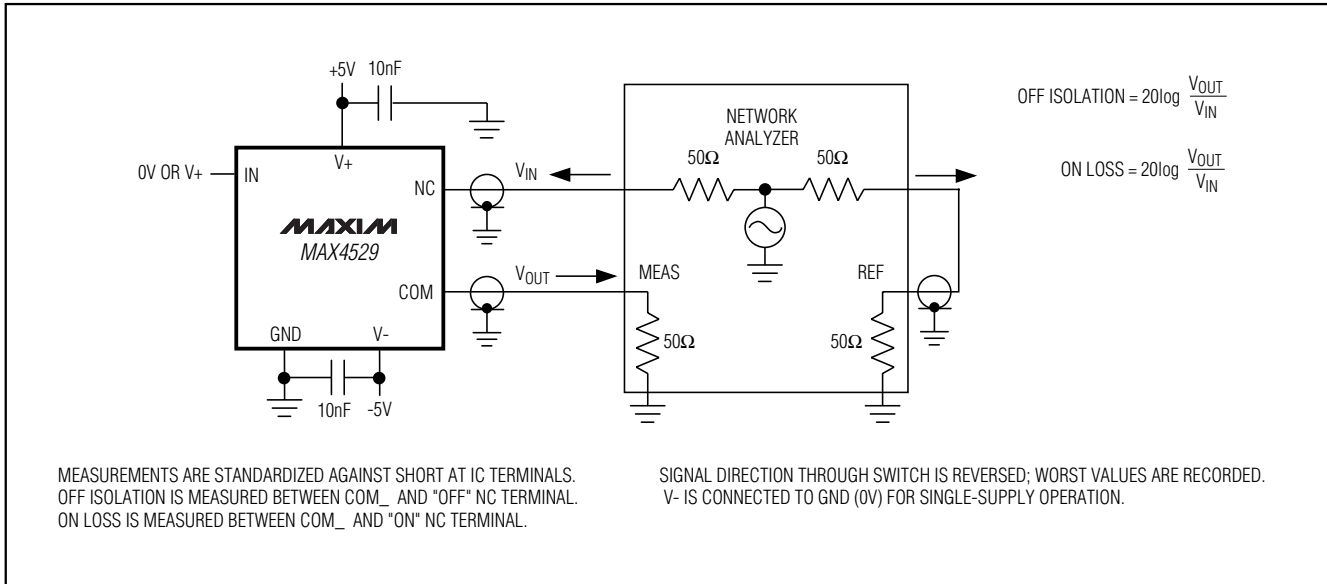 +5V
10nF
0V OR V+
IN
V+
NC
MAXIM
MAX4529
COM
GND
V-
10nF
-5V
VIN
VOUT
NETWORK
ANALYZER
50Ω
50Ω
MEAS
REF
50Ω
50Ω
OFF ISOLATION = 20log VOUT/VIN
ON LOSS = 20log VOUT/VIN
MEASUREMENTS ARE STANDARDIZED AGAINST SHORT AT IC TERMINALS.
OFF ISOLATION IS MEASURED BETWEEN COM_ AND "OFF" NC TERMINAL.
ON LOSS IS MEASURED BETWEEN COM_ AND "ON" NC TERMINAL.
SIGNAL DIRECTION THROUGH SWITCH IS REVERSED; WORST VALUES ARE RECORDED.
V- IS CONNECTED TO GND (0V) FOR SINGLE-SUPPLY OPERATION.